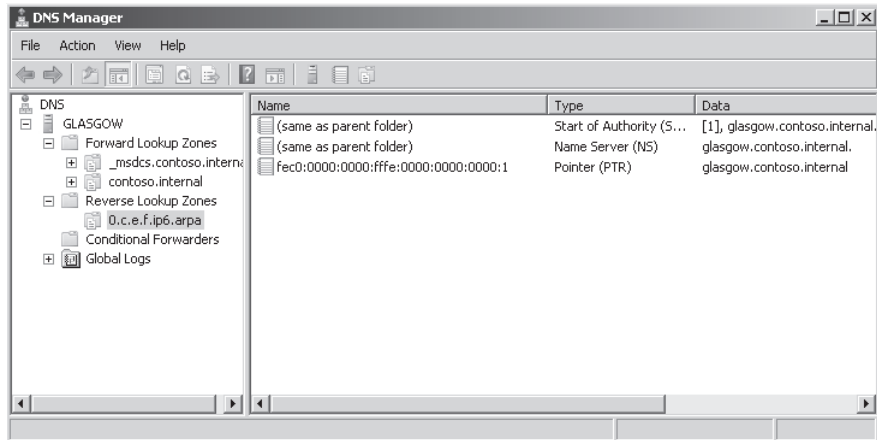 DNS Manager
File Action View Help
DNS
GLASGOW
Forward Lookup Zones
_msdcs.contoso.interna
contoso.internal
Reverse Lookup Zones
0.c.e.f.ip6.arpa
Conditional Forwarders
Global Logs
Name Type Data
(same as parent folder) Start of Authority (S... [1], glasgow.contoso.internal.
(same as parent folder) Name Server (NS) glasgow.contoso.internal.
fec0:0000:0000:fffe:0000:0000:0000:1 Pointer (PTR) glasgow.contoso.internal